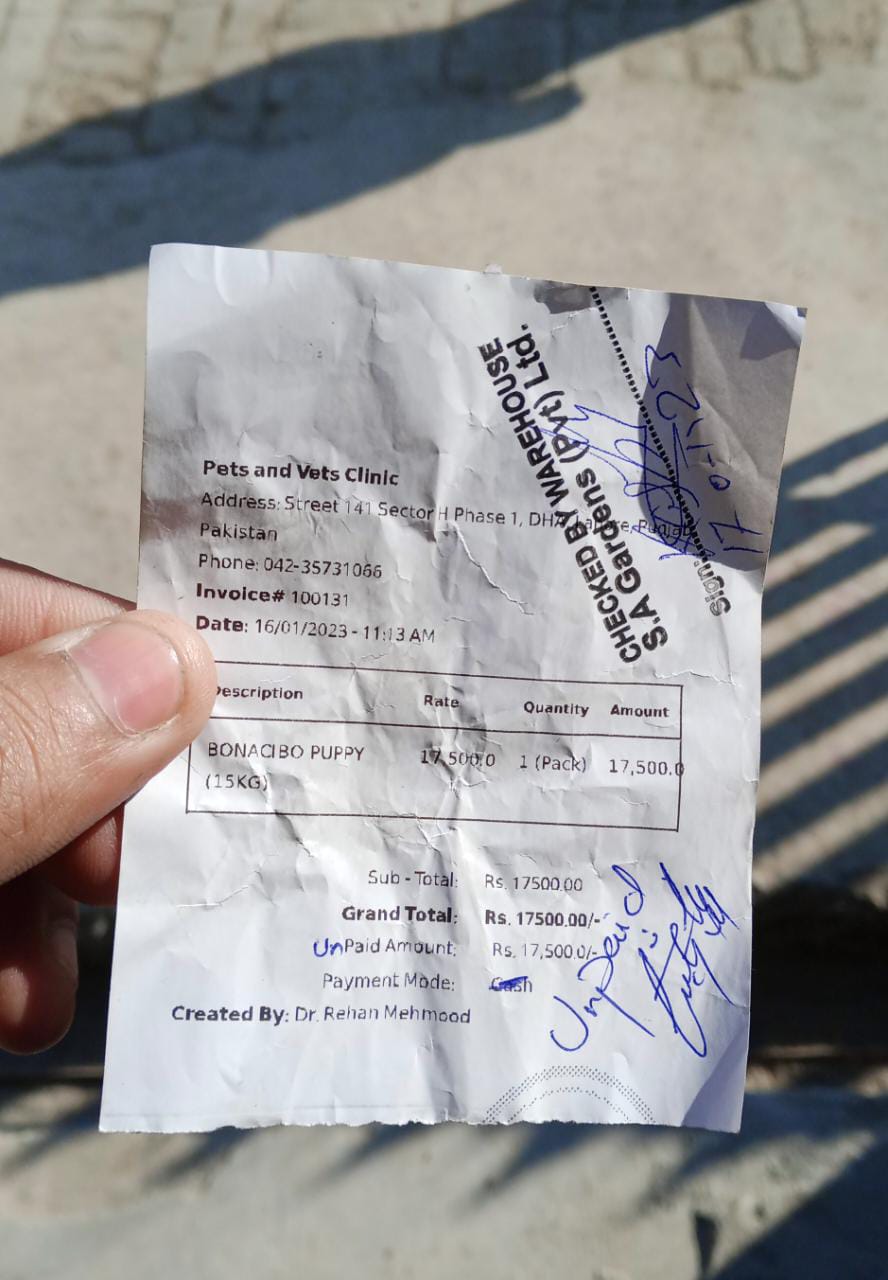 CHECKED BY WAREHOUSE
S.A Gardens (Pvt) Ltd.
17-01-23
Pets and Vets Clinic
Address: Street 141 Sector H Phase 1, DHA, Lahore, Punjab
Pakistan
Phone: 042-35731066
Invoice# 100131
Date: 16/01/2023 - 11:13 AM
Description Rate Quantity Amount
BONACIBO PUPPY 17,500.0 1 (Pack) 17,500.0
(15KG)
Sub - Total: Rs. 17500.00
Grand Total: Rs. 17500.00/-
UnPaid Amount: Rs. 17,500.0/-
Payment Mode: Cash
Unpaid
Created By: Dr. Rehan Mehmood